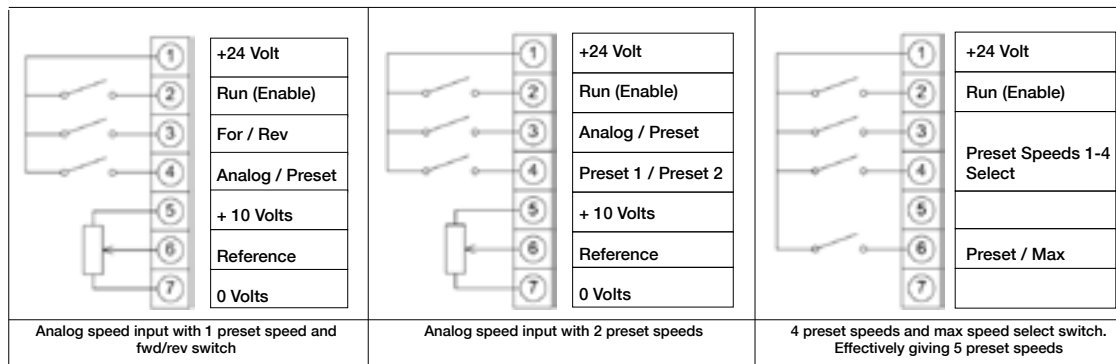 1
+24 Volt
2
Run (Enable)
3
For / Rev
4
Analog / Preset
5
+ 10 Volts
6
Reference
7
0 Volts
Analog speed input with 1 preset speed and
fwd/rev switch
1
+24 Volt
2
Run (Enable)
3
Analog / Preset
4
Preset 1 / Preset 2
5
+ 10 Volts
6
Reference
7
0 Volts
Analog speed input with 2 preset speeds
1
+24 Volt
2
Run (Enable)
3
4
Preset Speeds 1-4
Select
5
6
Preset / Max
7
4 preset speeds and max speed select switch.
Effectively giving 5 preset speeds